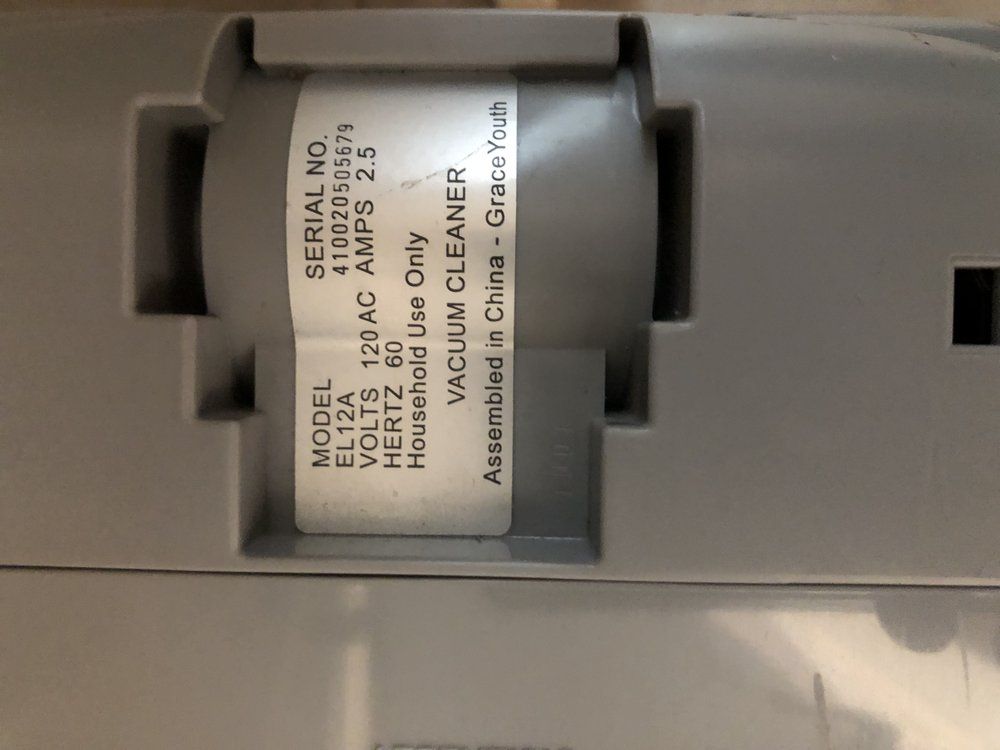 MODEL SERIAL NO.
EL12A 410020505679
VOLTS 120 AC AMPS 2.5
HERTZ 60
Household Use Only
VACUUM CLEANER
Assembled in China - GraceYouth